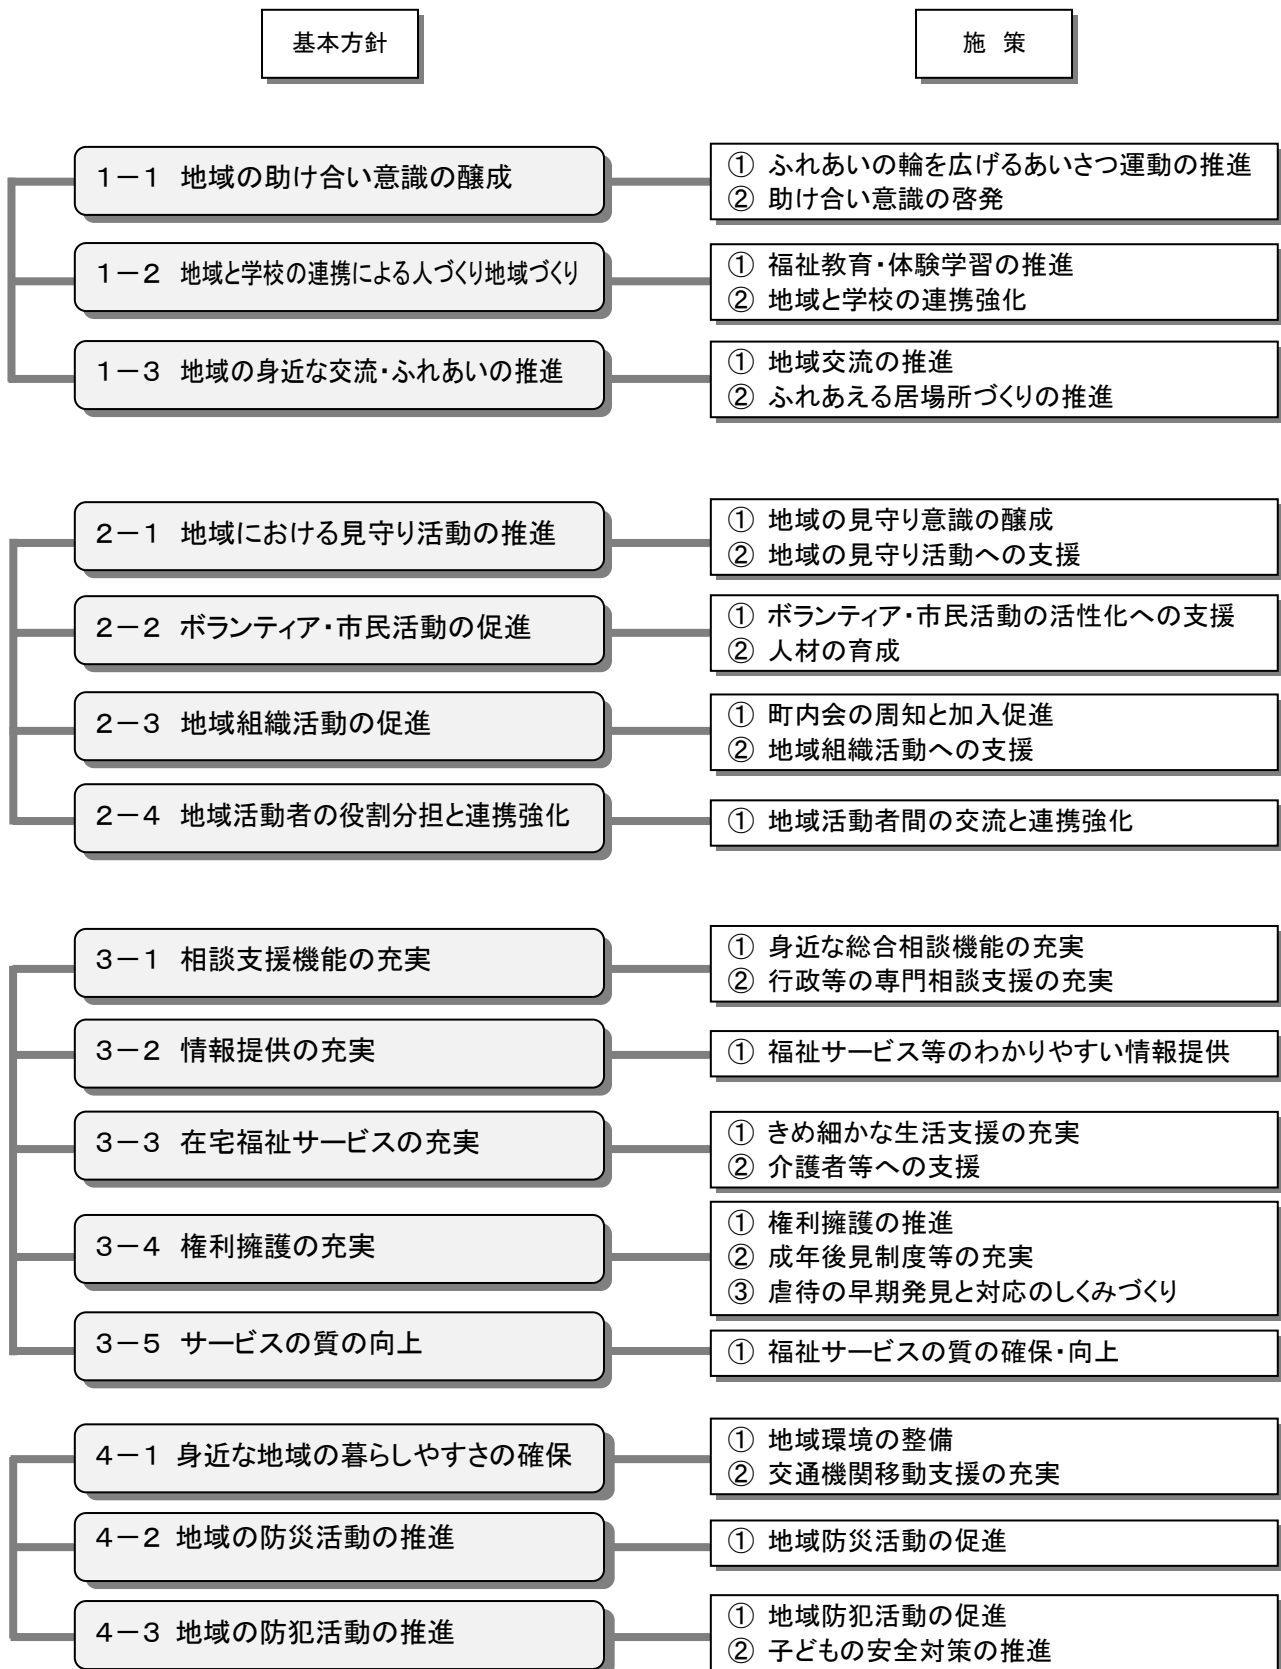 基本方針
施 策
１－１ 地域の助け合い意識の醸成
① ふれあいの輪を広げるあいさつ運動の推進
② 助け合い意識の啓発
１－２ 地域と学校の連携による人づくり地域づくり
① 福祉教育・体験学習の推進
② 地域と学校の連携強化
１－３ 地域の身近な交流・ふれあいの推進
① 地域交流の推進
② ふれあえる居場所づくりの推進
２－１ 地域における見守り活動の推進
① 地域の見守り意識の醸成
② 地域の見守り活動への支援
２－２ ボランティア・市民活動の促進
① ボランティア・市民活動の活性化への支援
② 人材の育成
２－３ 地域組織活動の促進
① 町内会の周知と加入促進
② 地域組織活動への支援
２－４ 地域活動者の役割分担と連携強化
① 地域活動者間の交流と連携強化
３－１ 相談支援機能の充実
① 身近な総合相談機能の充実
② 行政等の専門相談支援の充実
３－２ 情報提供の充実
① 福祉サービス等のわかりやすい情報提供
３－３ 在宅福祉サービスの充実
① きめ細かな生活支援の充実
② 介護者等への支援
３－４ 権利擁護の充実
① 権利擁護の推進
② 成年後見制度等の充実
③ 虐待の早期発見と対応のしくみづくり
３－５ サービスの質の向上
① 福祉サービスの質の確保・向上
４－１ 身近な地域の暮らしやすさの確保
① 地域環境の整備
② 交通機関移動支援の充実
４－２ 地域の防災活動の推進
① 地域防災活動の促進
４－３ 地域の防犯活動の推進
① 地域防犯活動の促進
② 子どもの安全対策の推進